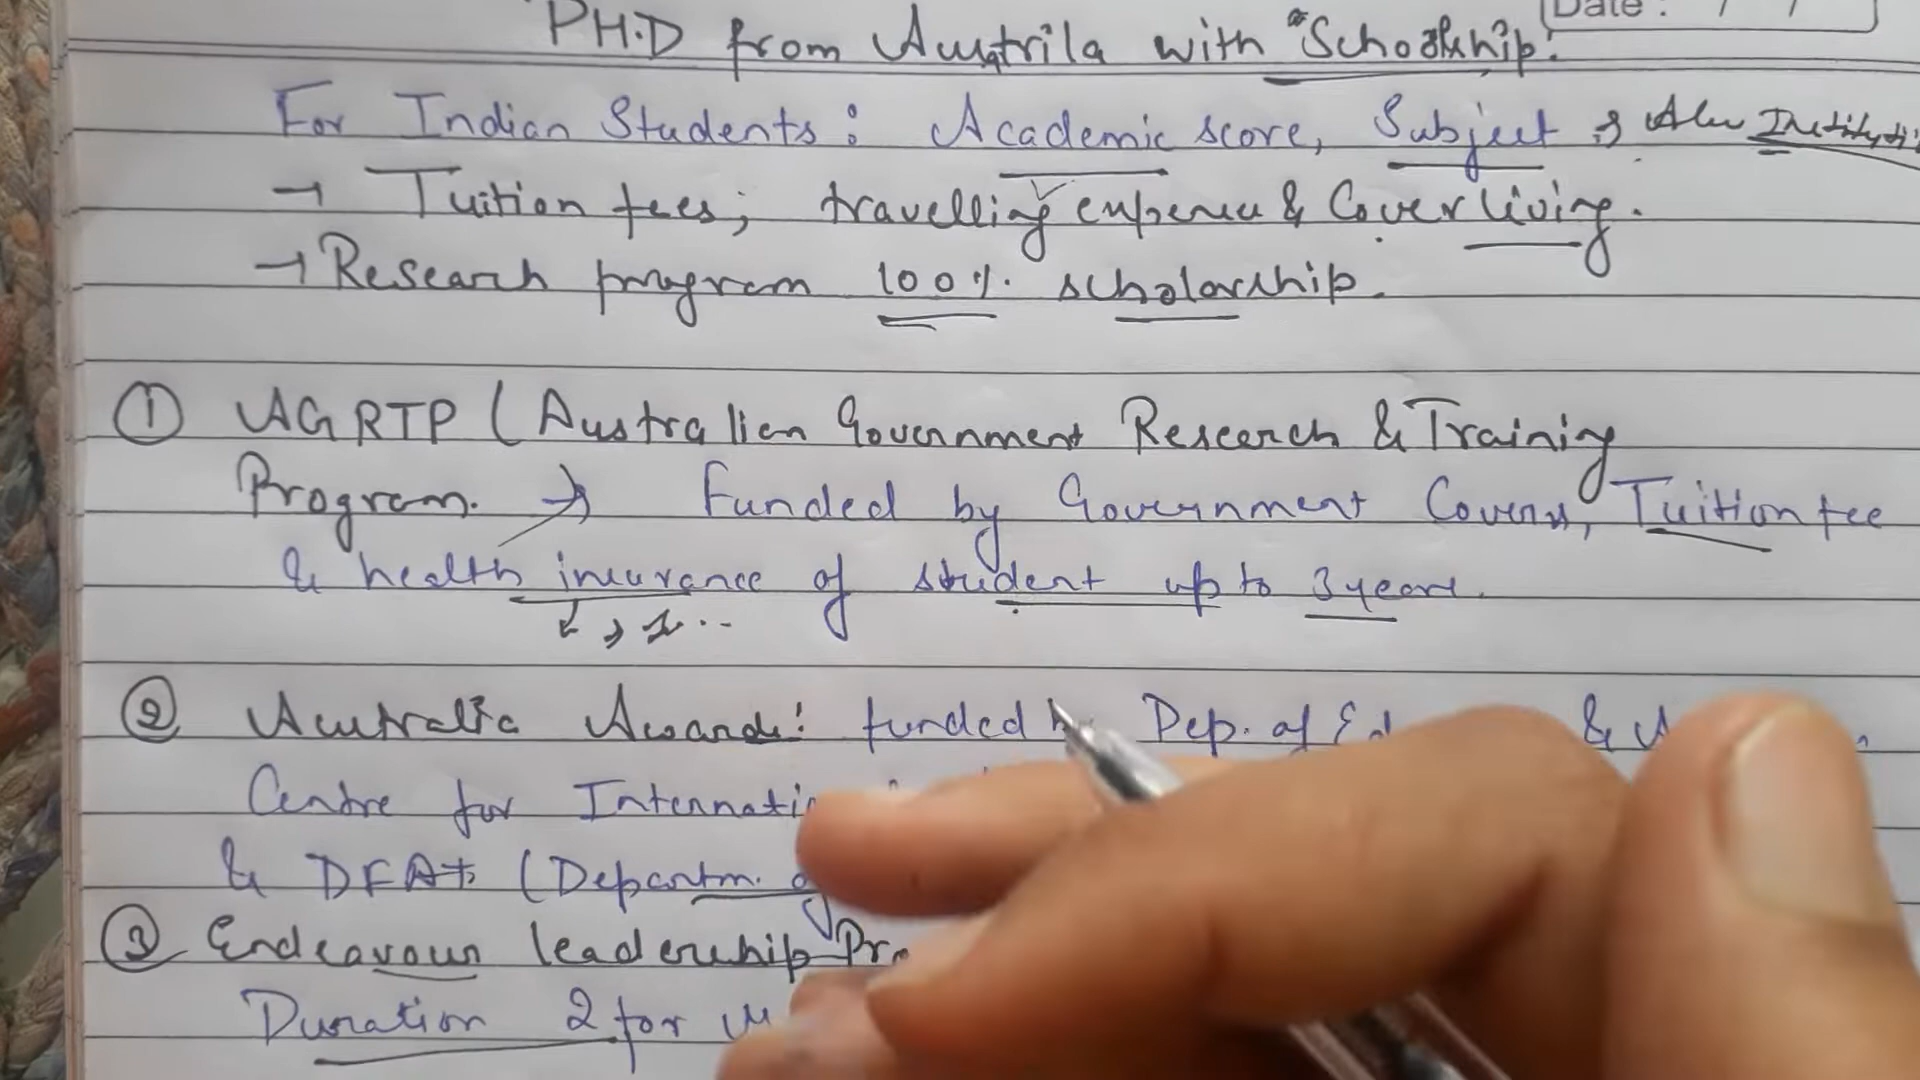 Date: / /
PH.D from Austrila with "Schoolship:
For Indian Students: Academic score, Subject & Also
→ Tuition fees; travelling expense & Cover living.
→ Research program 100% scholarship.
① AGRTP (Australian Government Research & Training
Program. → Funded by Government Covers, Tuition fee
& health insurance of student up to 3 years.
② Australia Awards: funded Dep. of &
Centre for
& DFAT (Departm.
③ Endeavour leadership
Duration 2 for